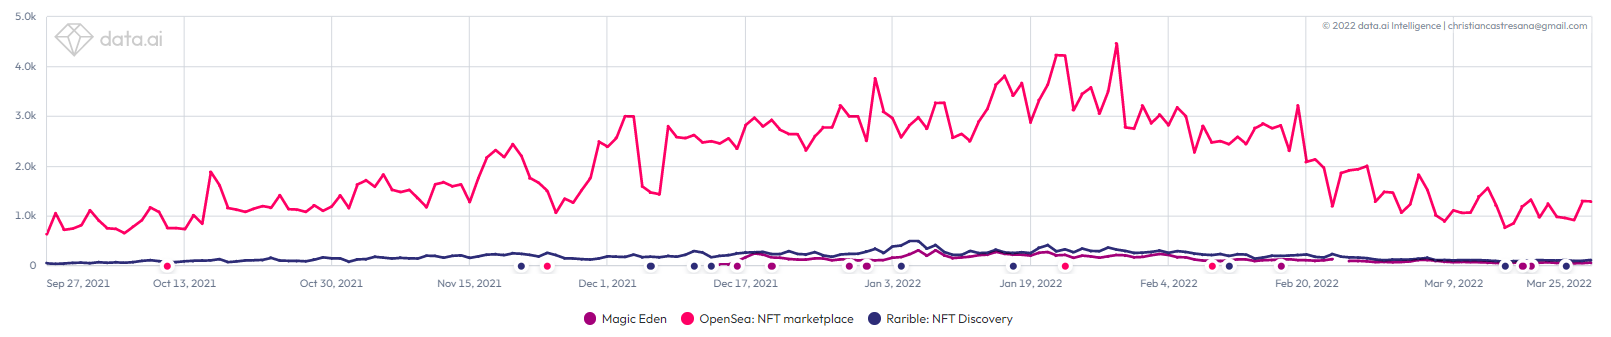 5.0k
© 2022 data.ai Intelligence | christiancastresana@gmail.com
data.ai
4.0k
3.0k
2.0k
1.0k
0
Sep 27, 2021 Oct 13, 2021 Oct 30, 2021 Nov 15, 2021 Dec 1, 2021 Dec 17, 2021 Jan 3, 2022 Jan 19, 2022 Feb 4, 2022 Feb 20, 2022 Mar 9, 2022 Mar 25, 2022
Magic Eden OpenSea: NFT marketplace Rarible: NFT Discovery